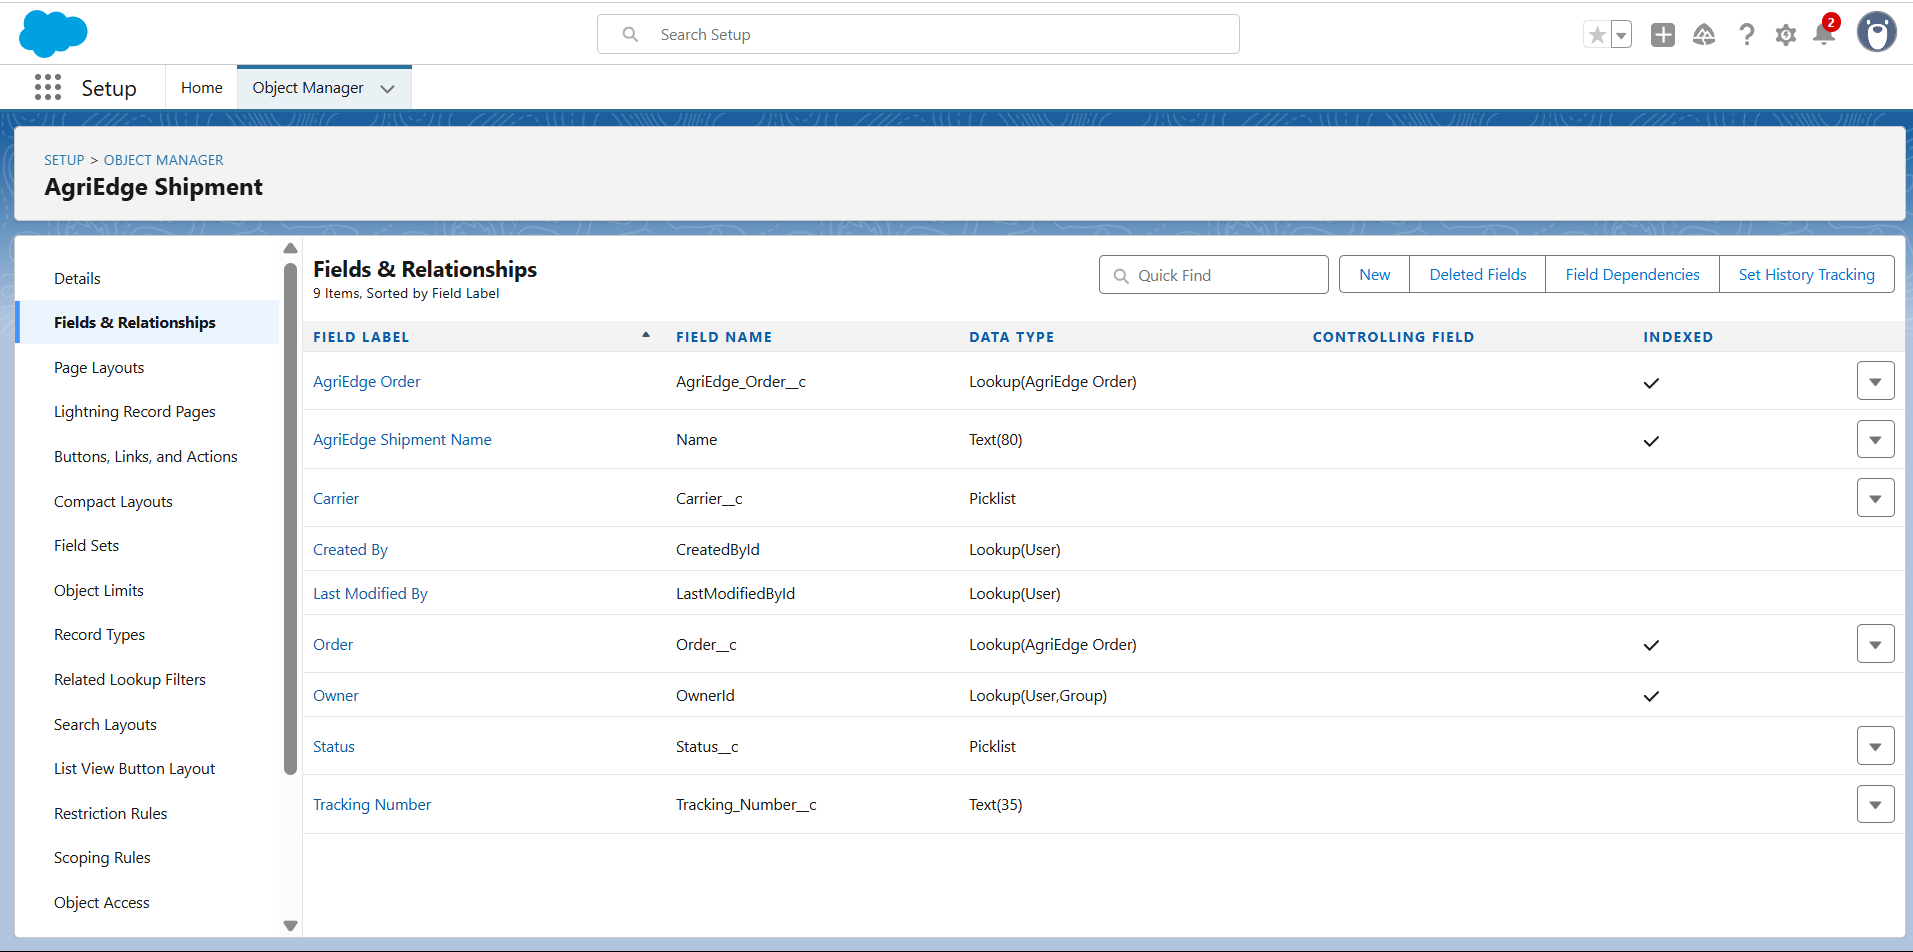 Search Setup
2
Setup
Home
Object Manager
SETUP > OBJECT MANAGER
AgriEdge Shipment
Details
Fields & Relationships
Page Layouts
Lightning Record Pages
Buttons, Links, and Actions
Compact Layouts
Field Sets
Object Limits
Record Types
Related Lookup Filters
Search Layouts
List View Button Layout
Restriction Rules
Scoping Rules
Object Access
Fields & Relationships
9 Items, Sorted by Field Label
Quick Find
New
Deleted Fields
Field Dependencies
Set History Tracking
FIELD LABEL FIELD NAME DATA TYPE CONTROLLING FIELD INDEXED
AgriEdge Order AgriEdge_Order__c Lookup(AgriEdge Order)
AgriEdge Shipment Name Name Text(80)
Carrier Carrier__c Picklist
Created By CreatedById Lookup(User)
Last Modified By LastModifiedById Lookup(User)
Order Order__c Lookup(AgriEdge Order)
Owner OwnerId Lookup(User,Group)
Status Status__c Picklist
Tracking Number Tracking_Number__c Text(35)